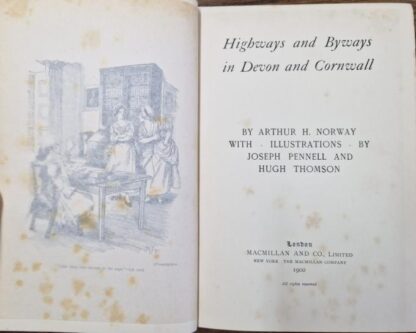 Highways and Byways
in Devon and Cornwall
BY ARTHUR H. NORWAY
WITH · ILLUSTRATIONS · BY
JOSEPH PENNELL AND
HUGH THOMSON
London
MACMILLAN AND CO., LIMITED
NEW YORK: THE MACMILLAN COMPANY
1900
All rights reserved